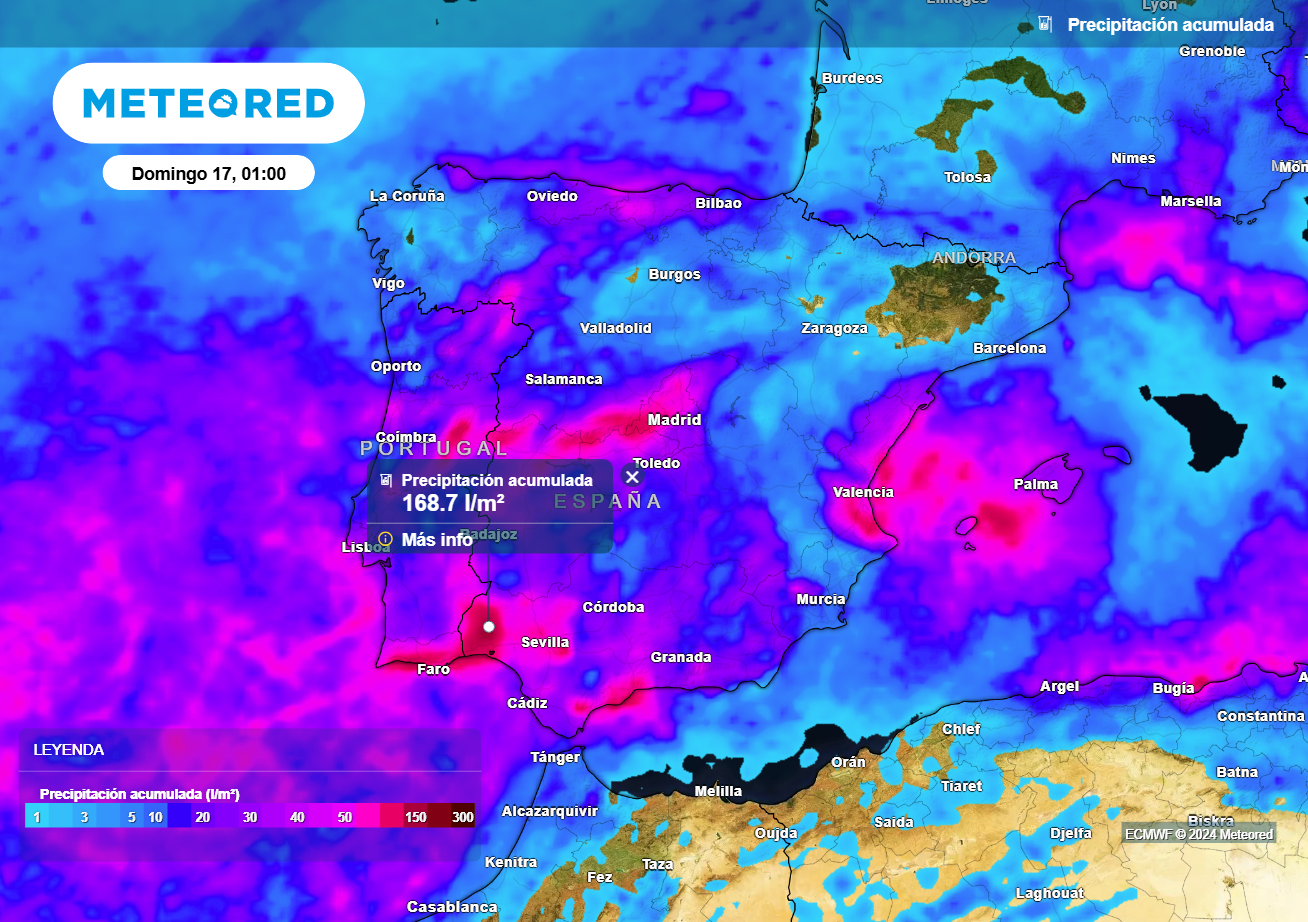 Limoges
Lyon
Precipitación acumulada
Grenoble
Burdeos
METEORED
Domingo 17, 01:00
Nimes
Tolosa
La Coruña
Oviedo
Bilbao
Marsella
ANDORRA
Burgos
Vigo
Valladolid
Zaragoza
Barcelona
Oporto
Salamanca
Madrid
Coímbra
PORTUGAL
Toledo
Precipitación acumulada
168.7 l/m²
ESPAÑA
Valencia
Palma
Badajoz
Más info
Lisboa
Murcia
Córdoba
Sevilla
Granada
Faro
Argel
Bugía
Cádiz
Constantina
Chlef
LEYENDA
Tánger
Orán
Batna
Melilla
Tiaret
Precipitación acumulada (l/m²)
1 3 5 10 20 30 40 50 150 300
Alcazarquivir
Saida
Biskra
Oujda
Djelfa
ECMWF © 2024 Meteored
Kenitra
Taza
Fez
Laghouat
Casablanca